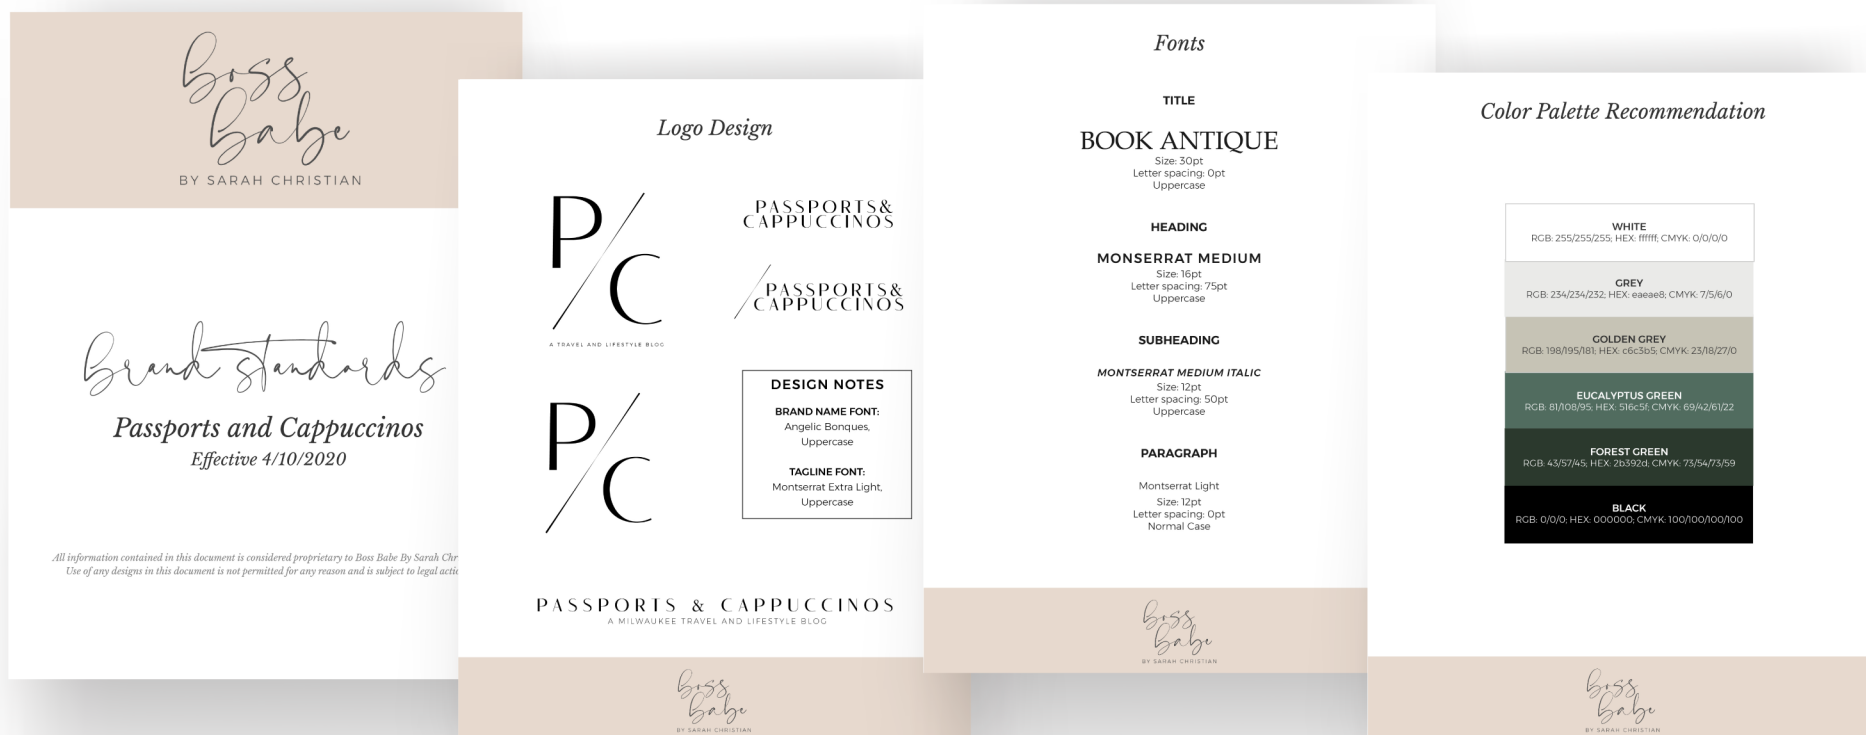 boss
babe
BY SARAH CHRISTIAN
brand standards
Passports and Cappuccinos
Effective 4/10/2020
All information contained in this document is considered proprietary to Boss Babe By Sarah Chr
Use of any designs in this document is not permitted for any reason and is subject to legal actio
Logo Design
P/C
A TRAVEL AND LIFESTYLE BLOG
PASSPORTS&
CAPPUCCINOS
PASSPORTS&
CAPPUCCINOS
P/C
DESIGN NOTES
BRAND NAME FONT:
Angelic Bonques,
Uppercase
TAGLINE FONT:
Montserrat Extra Light,
Uppercase
PASSPORTS & CAPPUCCINOS
A MILWAUKEE TRAVEL AND LIFESTYLE BLOG
boss
babe
BY SARAH CHRISTIAN
Fonts
TITLE
BOOK ANTIQUE
Size: 30pt
Letter spacing: 0pt
Uppercase
HEADING
MONSERRAT MEDIUM
Size: 16pt
Letter spacing: 75pt
Uppercase
SUBHEADING
MONTSERRAT MEDIUM ITALIC
Size: 12pt
Letter spacing: 50pt
Uppercase
PARAGRAPH
Montserrat Light
Size: 12pt
Letter spacing: 0pt
Normal Case
boss
babe
BY SARAH CHRISTIAN
Color Palette Recommendation
WHITE
RGB: 255/255/255; HEX: ffffff; CMYK: 0/0/0/0
GREY
RGB: 234/234/232; HEX: eaeae8; CMYK: 7/5/6/0
GOLDEN GREY
RGB: 198/195/181; HEX: c6c3b5; CMYK: 23/18/27/0
EUCALYPTUS GREEN
RGB: 81/108/95; HEX: 516c5f; CMYK: 69/42/61/22
FOREST GREEN
RGB: 43/57/45; HEX: 2b392d; CMYK: 73/54/73/59
BLACK
RGB: 0/0/0; HEX: 000000; CMYK: 100/100/100/100
boss
babe
BY SARAH CHRISTIAN